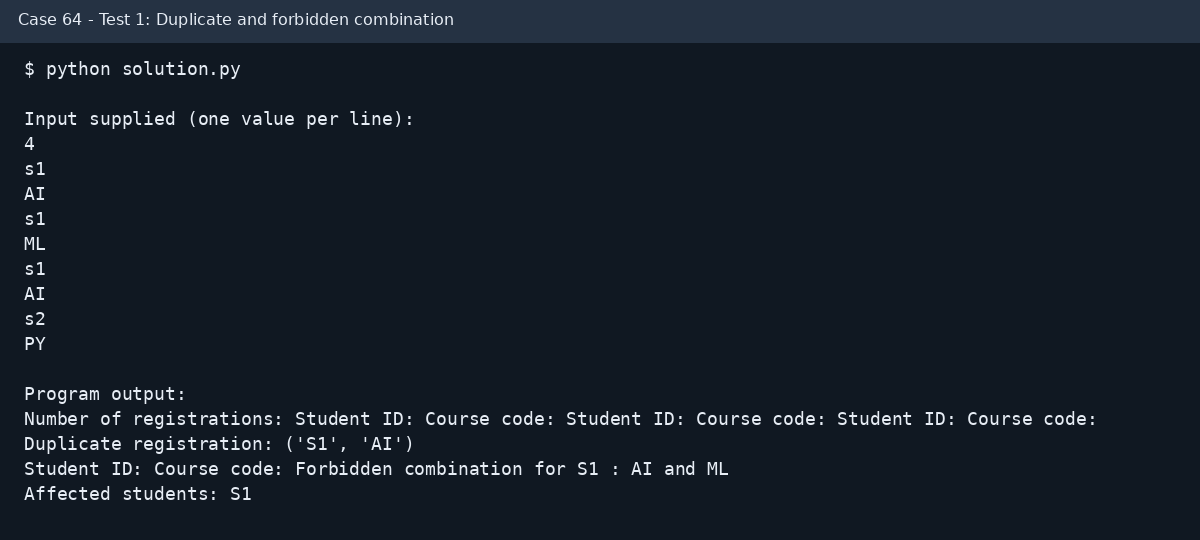 Case 64 - Test 1: Duplicate and forbidden combination
$ python solution.py
Input supplied (one value per line):
4
s1
AI
s1
ML
s1
AI
s2
PY
Program output:
Number of registrations: Student ID: Course code: Student ID: Course code: Student ID: Course code:
Duplicate registration: ('S1', 'AI')
Student ID: Course code: Forbidden combination for S1 : AI and ML
Affected students: S1